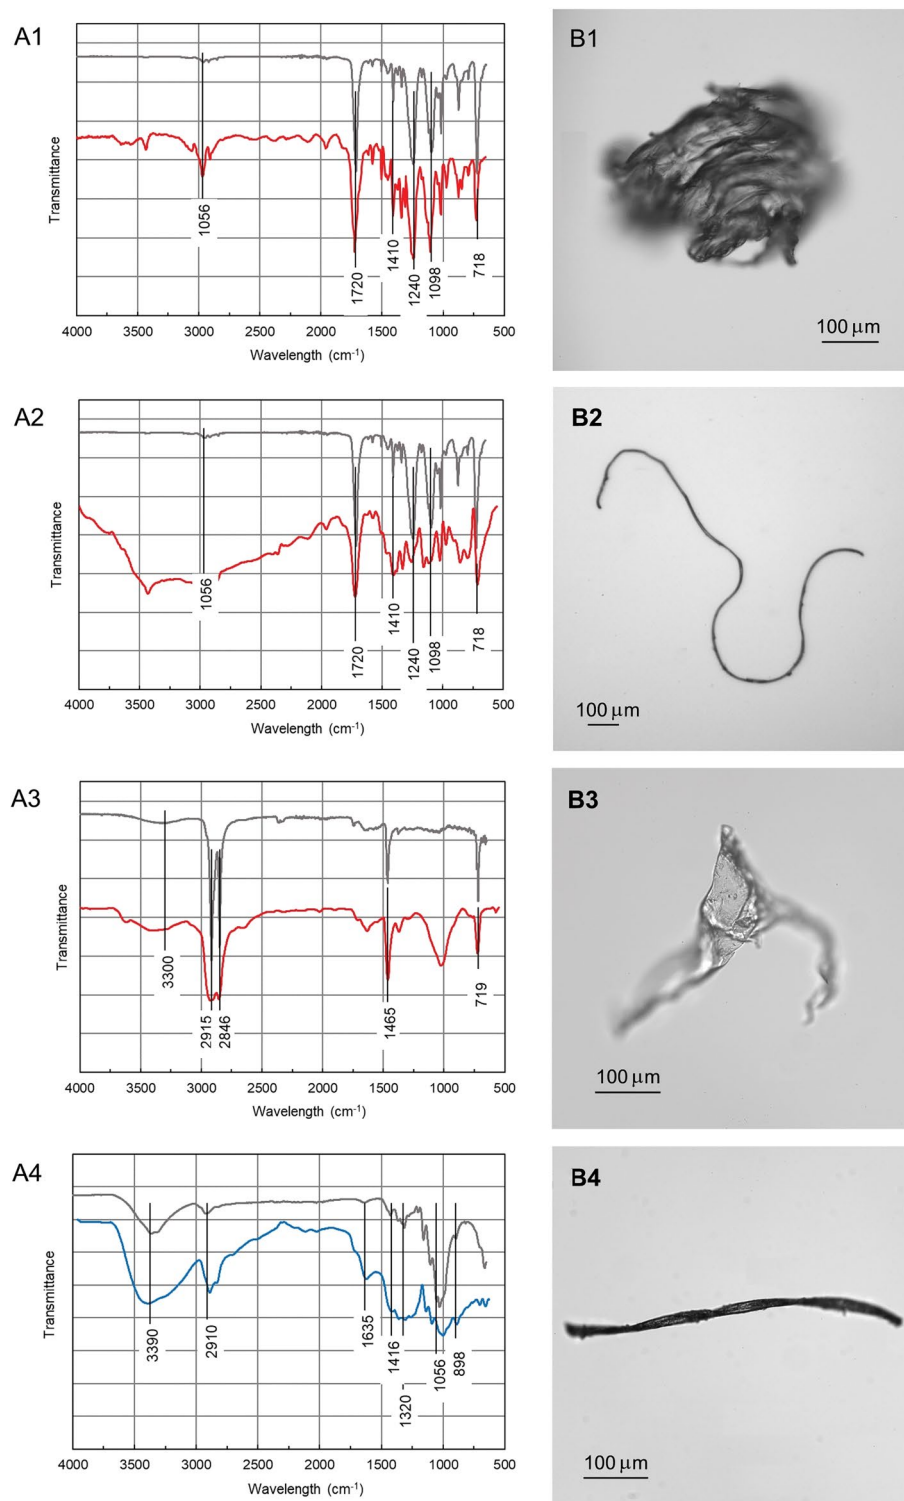 A1
Transmittance
1056
1720
1410
1240
1098
718
4000 3500 3000 2500 2000 1500 1000 500
Wavelength (cm-1)
B1
100 μm
A2
Transmittance
1056
1720
1410
1240
1098
718
4000 3500 3000 2500 2000 1500 1000 500
Wavelength (cm-1)
B2
100 μm
A3
Transmittance
3300
2915
2846
1465
719
4000 3500 3000 2500 2000 1500 1000 500
Wavelength (cm-1)
B3
100 μm
A4
Transmittance
3390
2910
1635
1416
1320
1056
898
4000 3500 3000 2500 2000 1500 1000 500
Wavelength (cm-1)
B4
100 μm